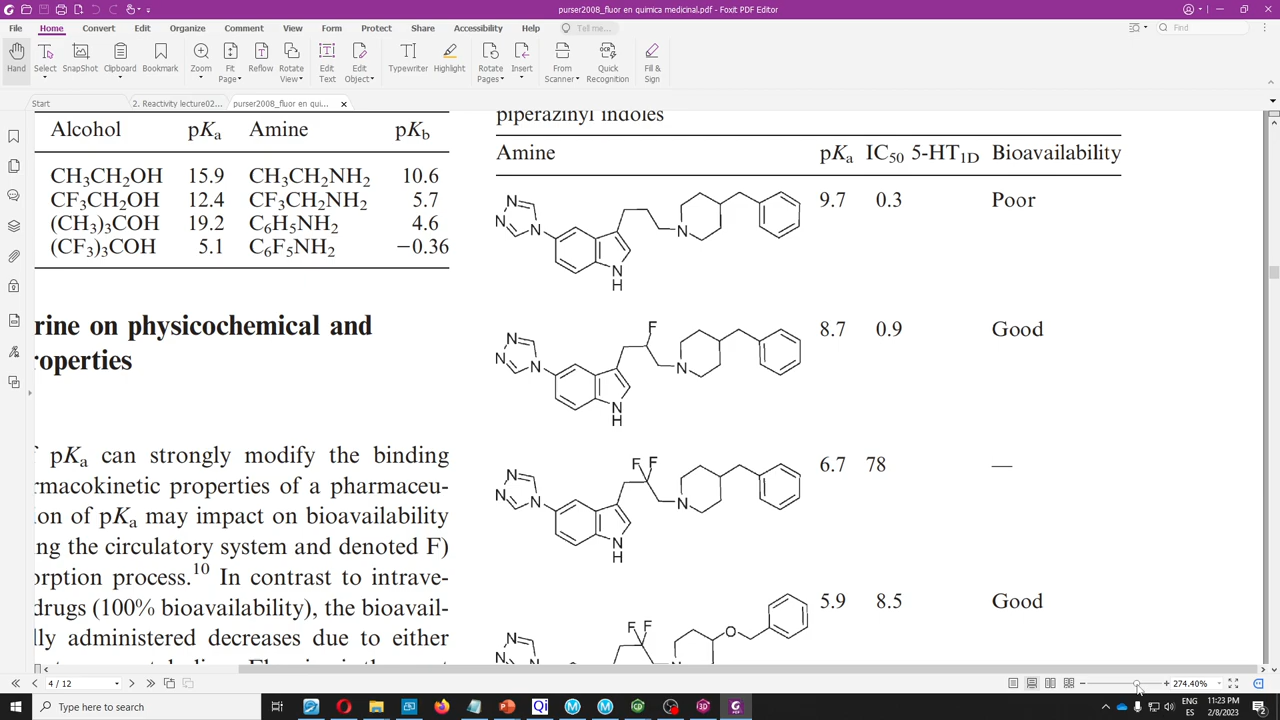 purser2008_fluor en quimica medicinal.pdf - Foxit PDF Editor
File Home Convert Edit Organize Comment View Form Protect Share Accessibility Help Tell me... Find
Hand Select SnapShot Clipboard Bookmark Zoom Fit Page Reflow Rotate View Edit Text Edit Object Typewriter Highlight Rotate Pages Insert From Scanner Quick Recognition Fill & Sign
Start 2. Reactivity lecture02... purser2008_fluor en quimi...
Alcohol pKa Amine pKb
CH3CH2OH 15.9 CH3CH2NH2 10.6
CF3CH2OH 12.4 CF3CH2NH2 5.7
(CH3)3COH 19.2 C6H5NH2 4.6
(CF3)3COH 5.1 C6F5NH2 −0.36
rine on physicochemical and
roperties
pKa can strongly modify the binding
rmacokinetic properties of a pharmaceu-
ion of pKa may impact on bioavailability
ng the circulatory system and denoted F)
orption process.10 In contrast to intrave-
drugs (100% bioavailability), the bioavail-
lly administered decreases due to either
piperazinyl indoles
Amine pKa IC50 5-HT1D Bioavailability
N N N N N H 9.7 0.3 Poor
F N N N N N H 8.7 0.9 Good
F F N N N N N H 6.7 78 —
F F O N N N 5.9 8.5 Good
4 / 12 274.40%
Type here to search ENG ES 11:23 PM 2/8/2023